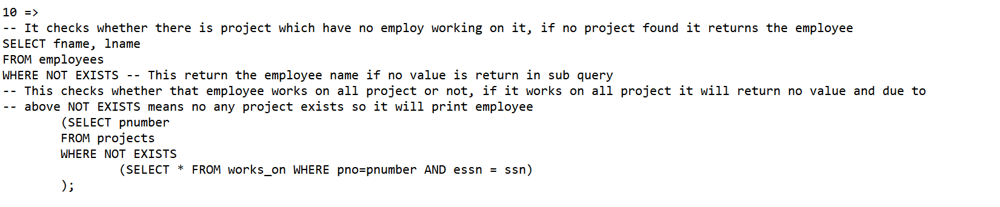 10 =>
-- It checks whether there is project which have no employ working on it, if no project found it returns the employee
SELECT fname, lname
FROM employees
WHERE NOT EXISTS -- This return the employee name if no value is return in sub query
-- This checks whether that employee works on all project or not, if it works on all project it will return no value and due to
-- above NOT EXISTS means no any project exists so it will print employee
        (SELECT pnumber
        FROM projects
        WHERE NOT EXISTS
                (SELECT * FROM works_on WHERE pno=pnumber AND essn = ssn)
        );